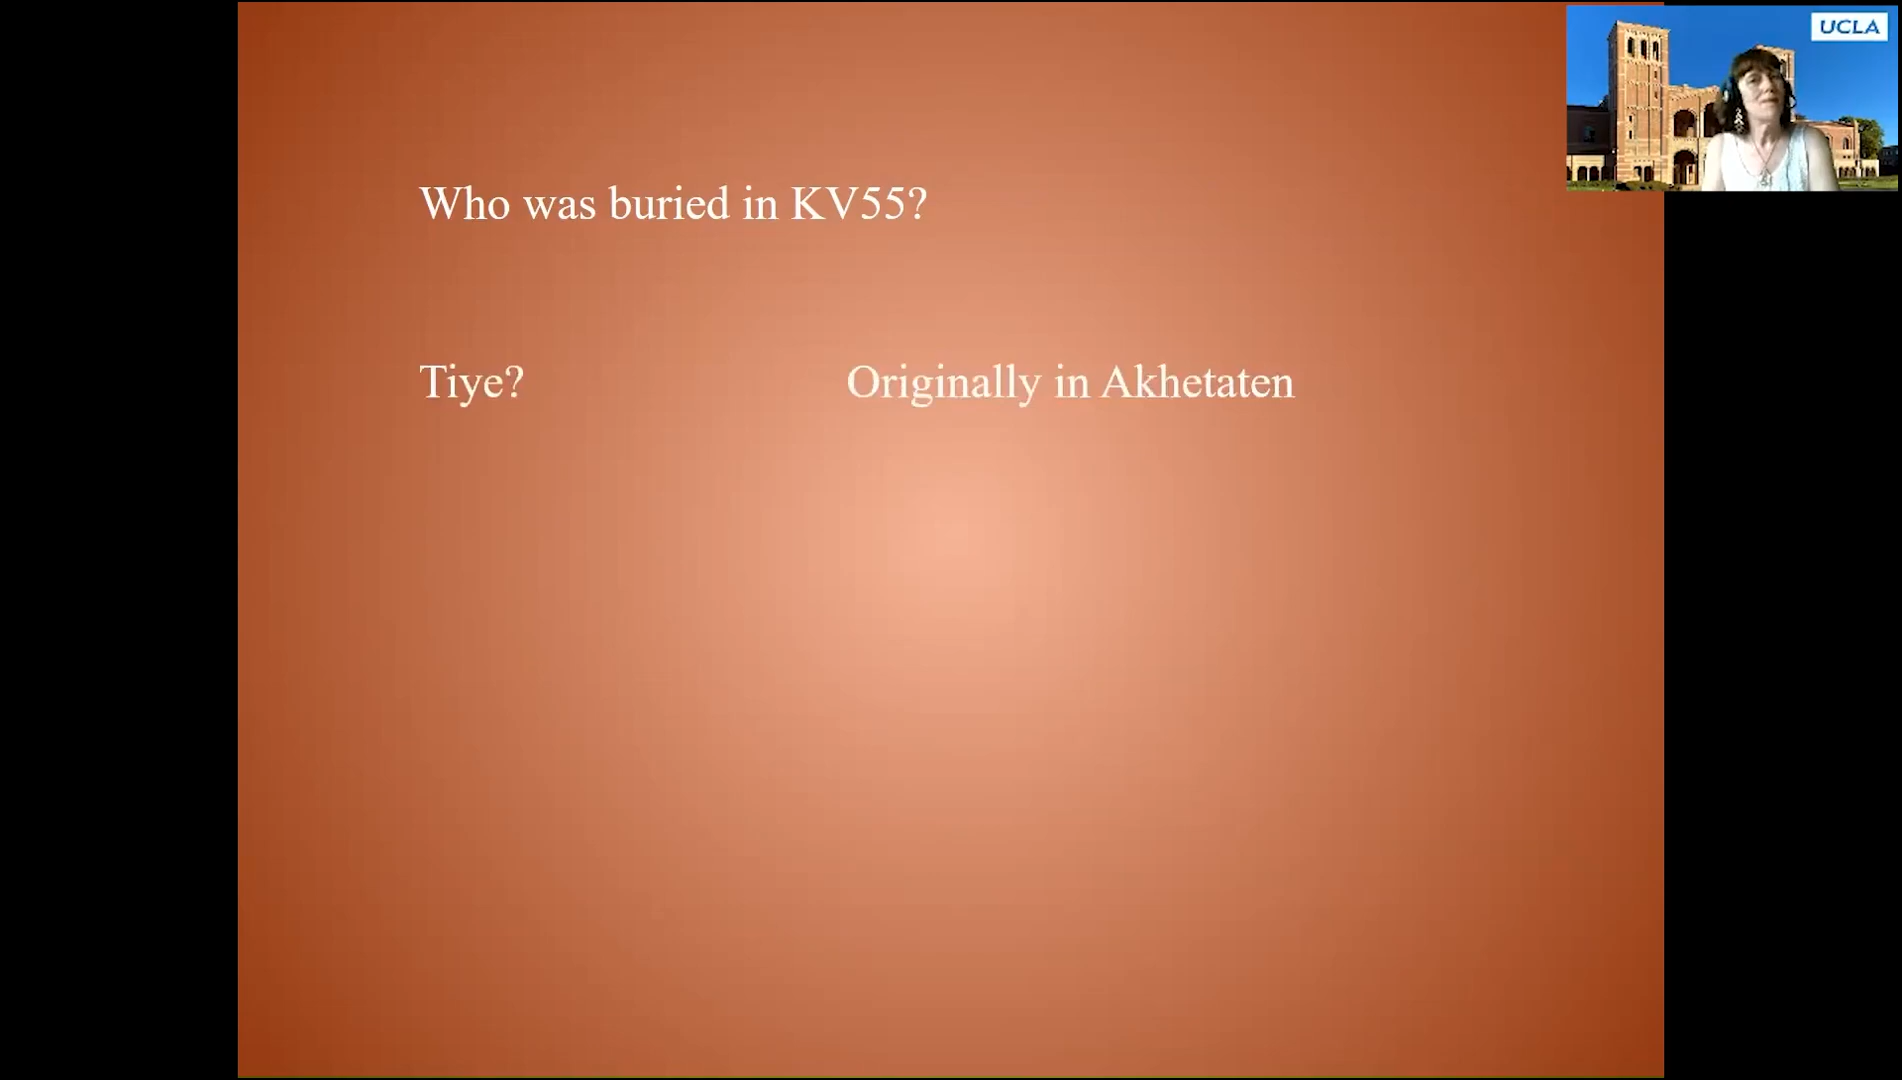 UCLA
Who was buried in KV55?
Tiye? Originally in Akhetaten